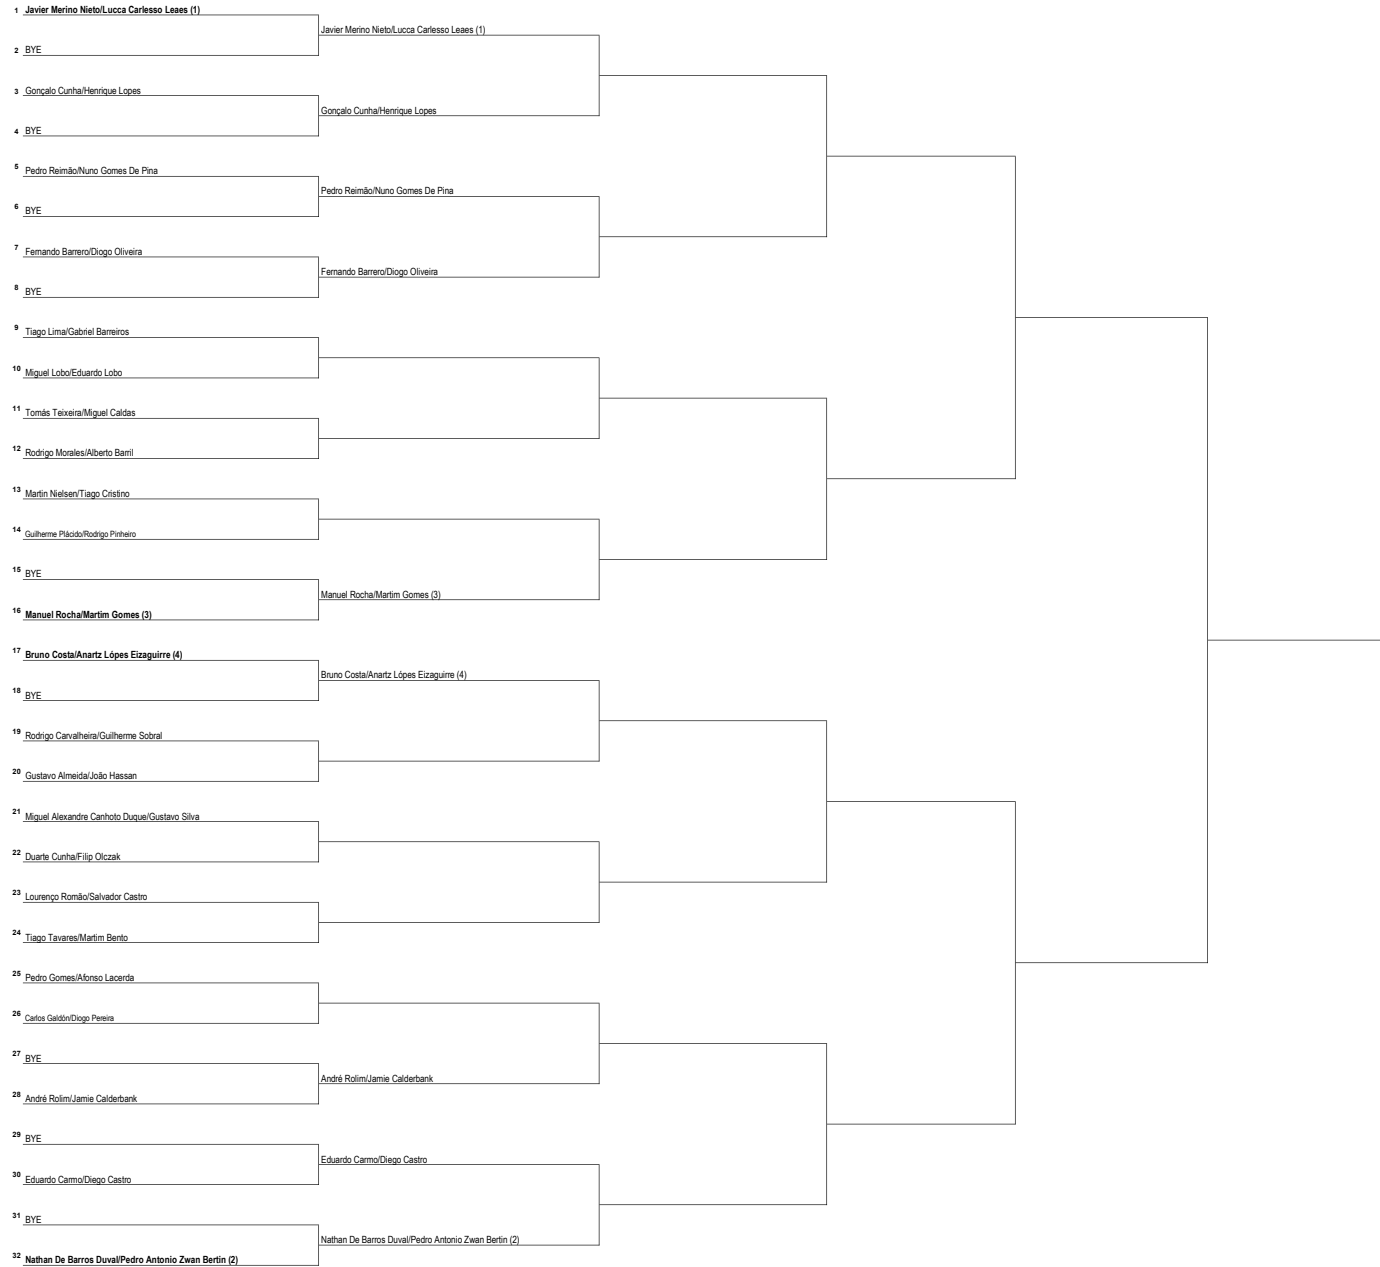 1 Javier Merino Nieto/Lucca Carlesso Leaes (1)
Javier Merino Nieto/Lucca Carlesso Leaes (1)
2 BYE
3 Gonçalo Cunha/Henrique Lopes
Gonçalo Cunha/Henrique Lopes
4 BYE
5 Pedro Reimão/Nuno Gomes De Pina
Pedro Reimão/Nuno Gomes De Pina
6 BYE
7 Fernando Barrero/Diogo Oliveira
Fernando Barrero/Diogo Oliveira
8 BYE
9 Tiago Lima/Gabriel Barreiros
10 Miguel Lobo/Eduardo Lobo
11 Tomás Teixeira/Miguel Caldas
12 Rodrigo Morales/Alberto Barril
13 Martin Nielsen/Tiago Cristino
14 Guilherme Plácido/Rodrigo Pinheiro
15 BYE
Manuel Rocha/Martim Gomes (3)
16 Manuel Rocha/Martim Gomes (3)
17 Bruno Costa/Anartz Lópes Eizaguirre (4)
Bruno Costa/Anartz Lópes Eizaguirre (4)
18 BYE
19 Rodrigo Carvalheira/Guilherme Sobral
20 Gustavo Almeida/João Hassan
21 Miguel Alexandre Canhoto Duque/Gustavo Silva
22 Duarte Cunha/Filip Olczak
23 Lourenço Romão/Salvador Castro
24 Tiago Tavares/Martim Bento
25 Pedro Gomes/Afonso Lacerda
26 Carlos Galdón/Diogo Pereira
27 BYE
André Rolim/Jamie Calderbank
28 André Rolim/Jamie Calderbank
29 BYE
Eduardo Carmo/Diego Castro
30 Eduardo Carmo/Diego Castro
31 BYE
Nathan De Barros Duval/Pedro Antonio Zwan Bertin (2)
32 Nathan De Barros Duval/Pedro Antonio Zwan Bertin (2)